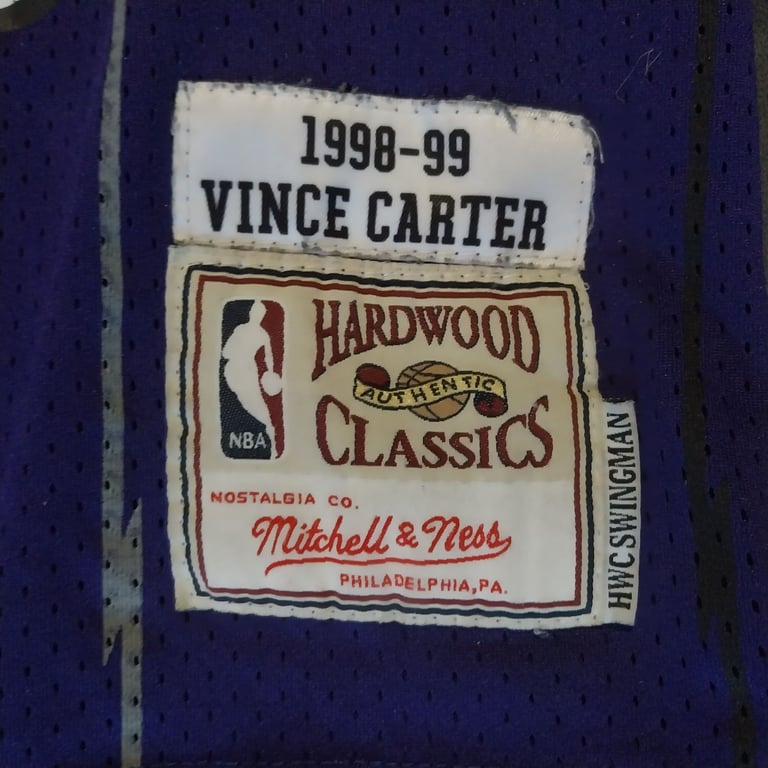 1998-99
VINCE CARTER
HARDWOOD
AUTHENTIC
CLASSICS
NBA
NOSTALGIA CO.
Mitchell & Ness
PHILADELPHIA, PA.
HWC SWINGMAN